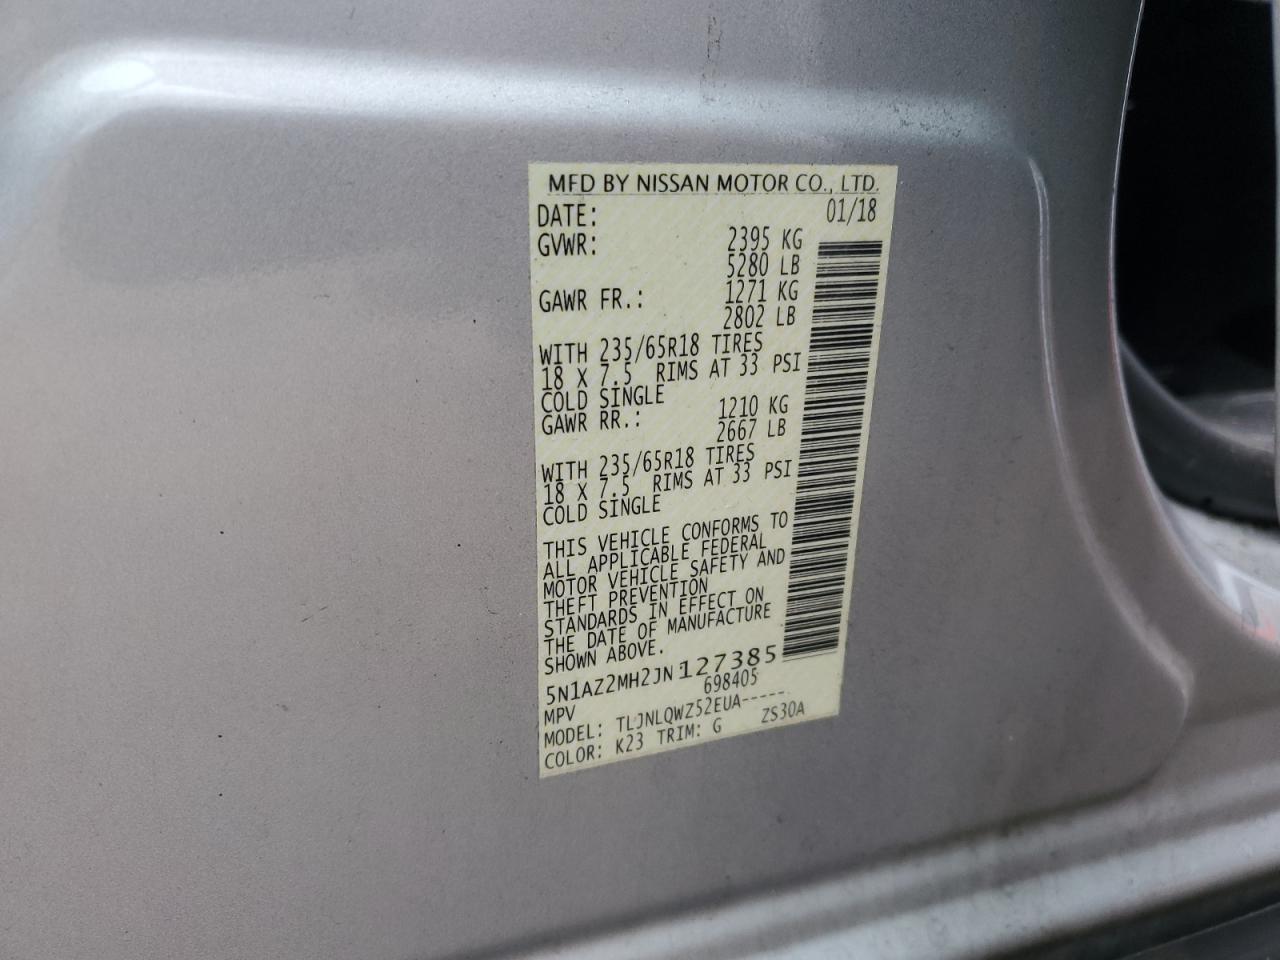 MFD BY NISSAN MOTOR CO., LTD.
DATE: 01/18
GVWR: 2395 KG
5280 LB
GAWR FR.: 1271 KG
2802 LB
WITH 235/65R18 TIRES
18 X 7.5 RIMS AT 33 PSI
COLD SINGLE
GAWR RR.: 1210 KG
2667 LB
WITH 235/65R18 TIRES
18 X 7.5 RIMS AT 33 PSI
COLD SINGLE
THIS VEHICLE CONFORMS TO
ALL APPLICABLE FEDERAL
MOTOR VEHICLE SAFETY AND
THEFT PREVENTION
STANDARDS IN EFFECT ON
THE DATE OF MANUFACTURE
SHOWN ABOVE.
5N1AZ2MH2JN127385
MPV 698405
MODEL: TLJNLQWZ52EUA-----
COLOR: K23 TRIM: G ZS30A